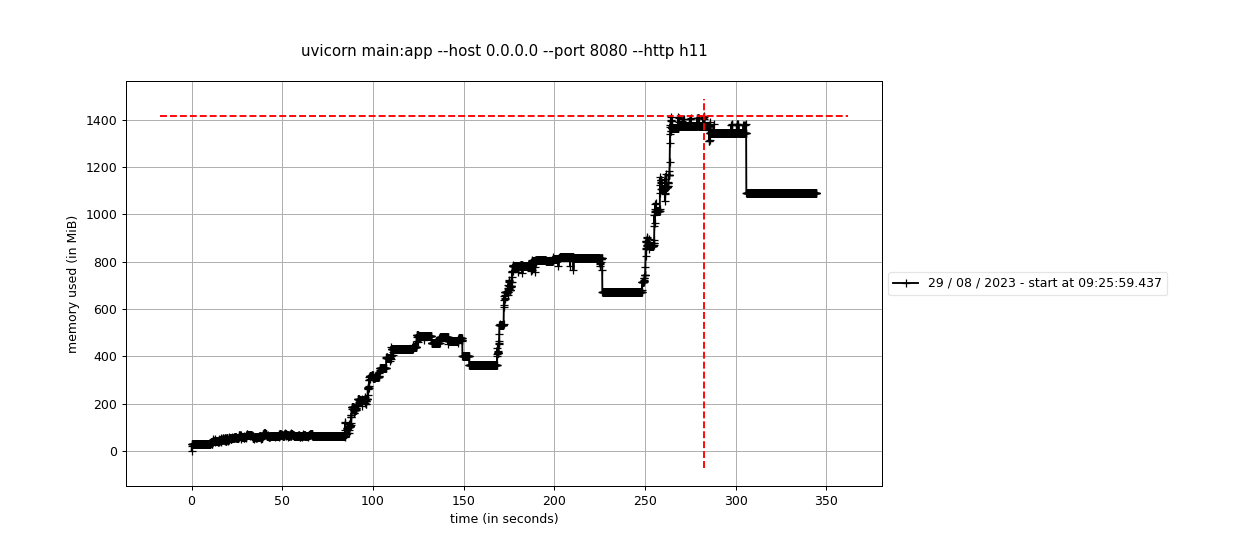 uvicorn main:app --host 0.0.0.0 --port 8080 --http h11
memory used (in MiB)
1400
1200
1000
800
600
400
200
0
0 50 100 150 200 250 300 350
time (in seconds)
29 / 08 / 2023 - start at 09:25:59.437